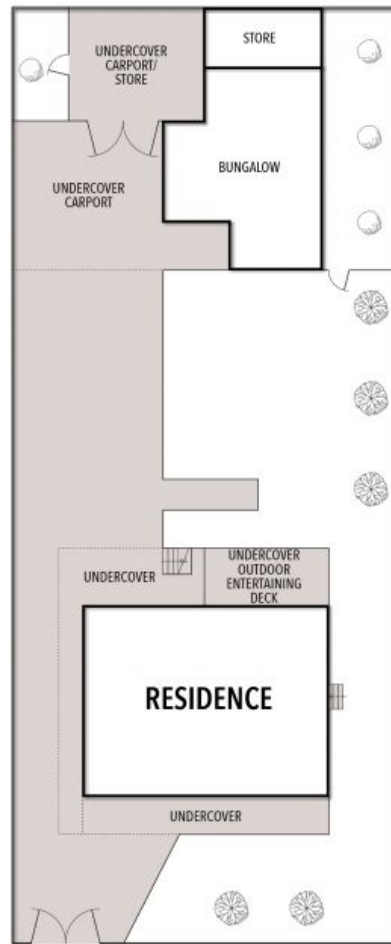 UNDERCOVER
CARPORT/
STORE
STORE
BUNGALOW
UNDERCOVER
CARPORT
UNDERCOVER
UNDERCOVER
OUTDOOR
ENTERTAINING
DECK
RESIDENCE
UNDERCOVER